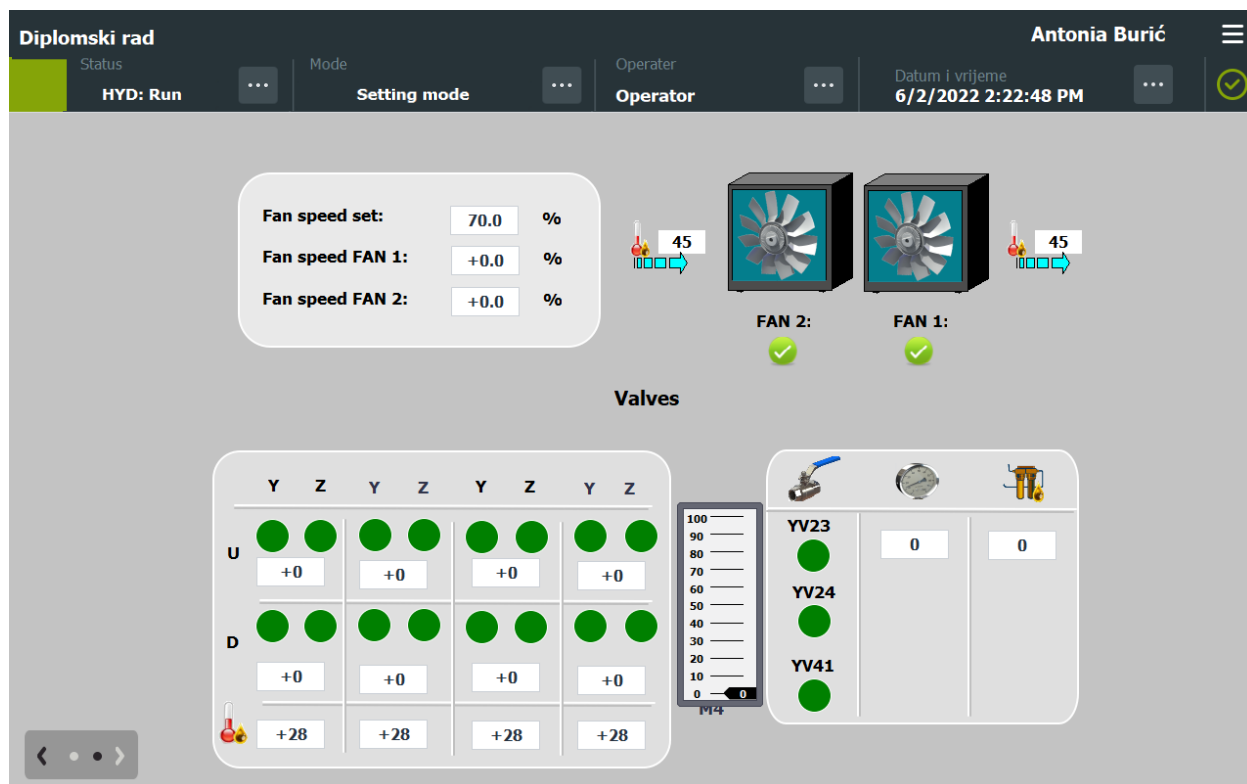 Diplomski rad
Antonia Burić
Status
HYD: Run
...
Mode
Setting mode
...
Operater
Operator
...
Datum i vrijeme
6/2/2022 2:22:48 PM
...
Fan speed set: 70.0 %
Fan speed FAN 1: +0.0 %
Fan speed FAN 2: +0.0 %
45
45
FAN 2: FAN 1:
Valves
Y Z Y Z Y Z Y Z
U
+0 +0 +0 +0
D
+0 +0 +0 +0
+28 +28 +28 +28
100
90
80
70
60
50
40
30
20
10
0 0
M4
YV23
0 0
YV24
YV41